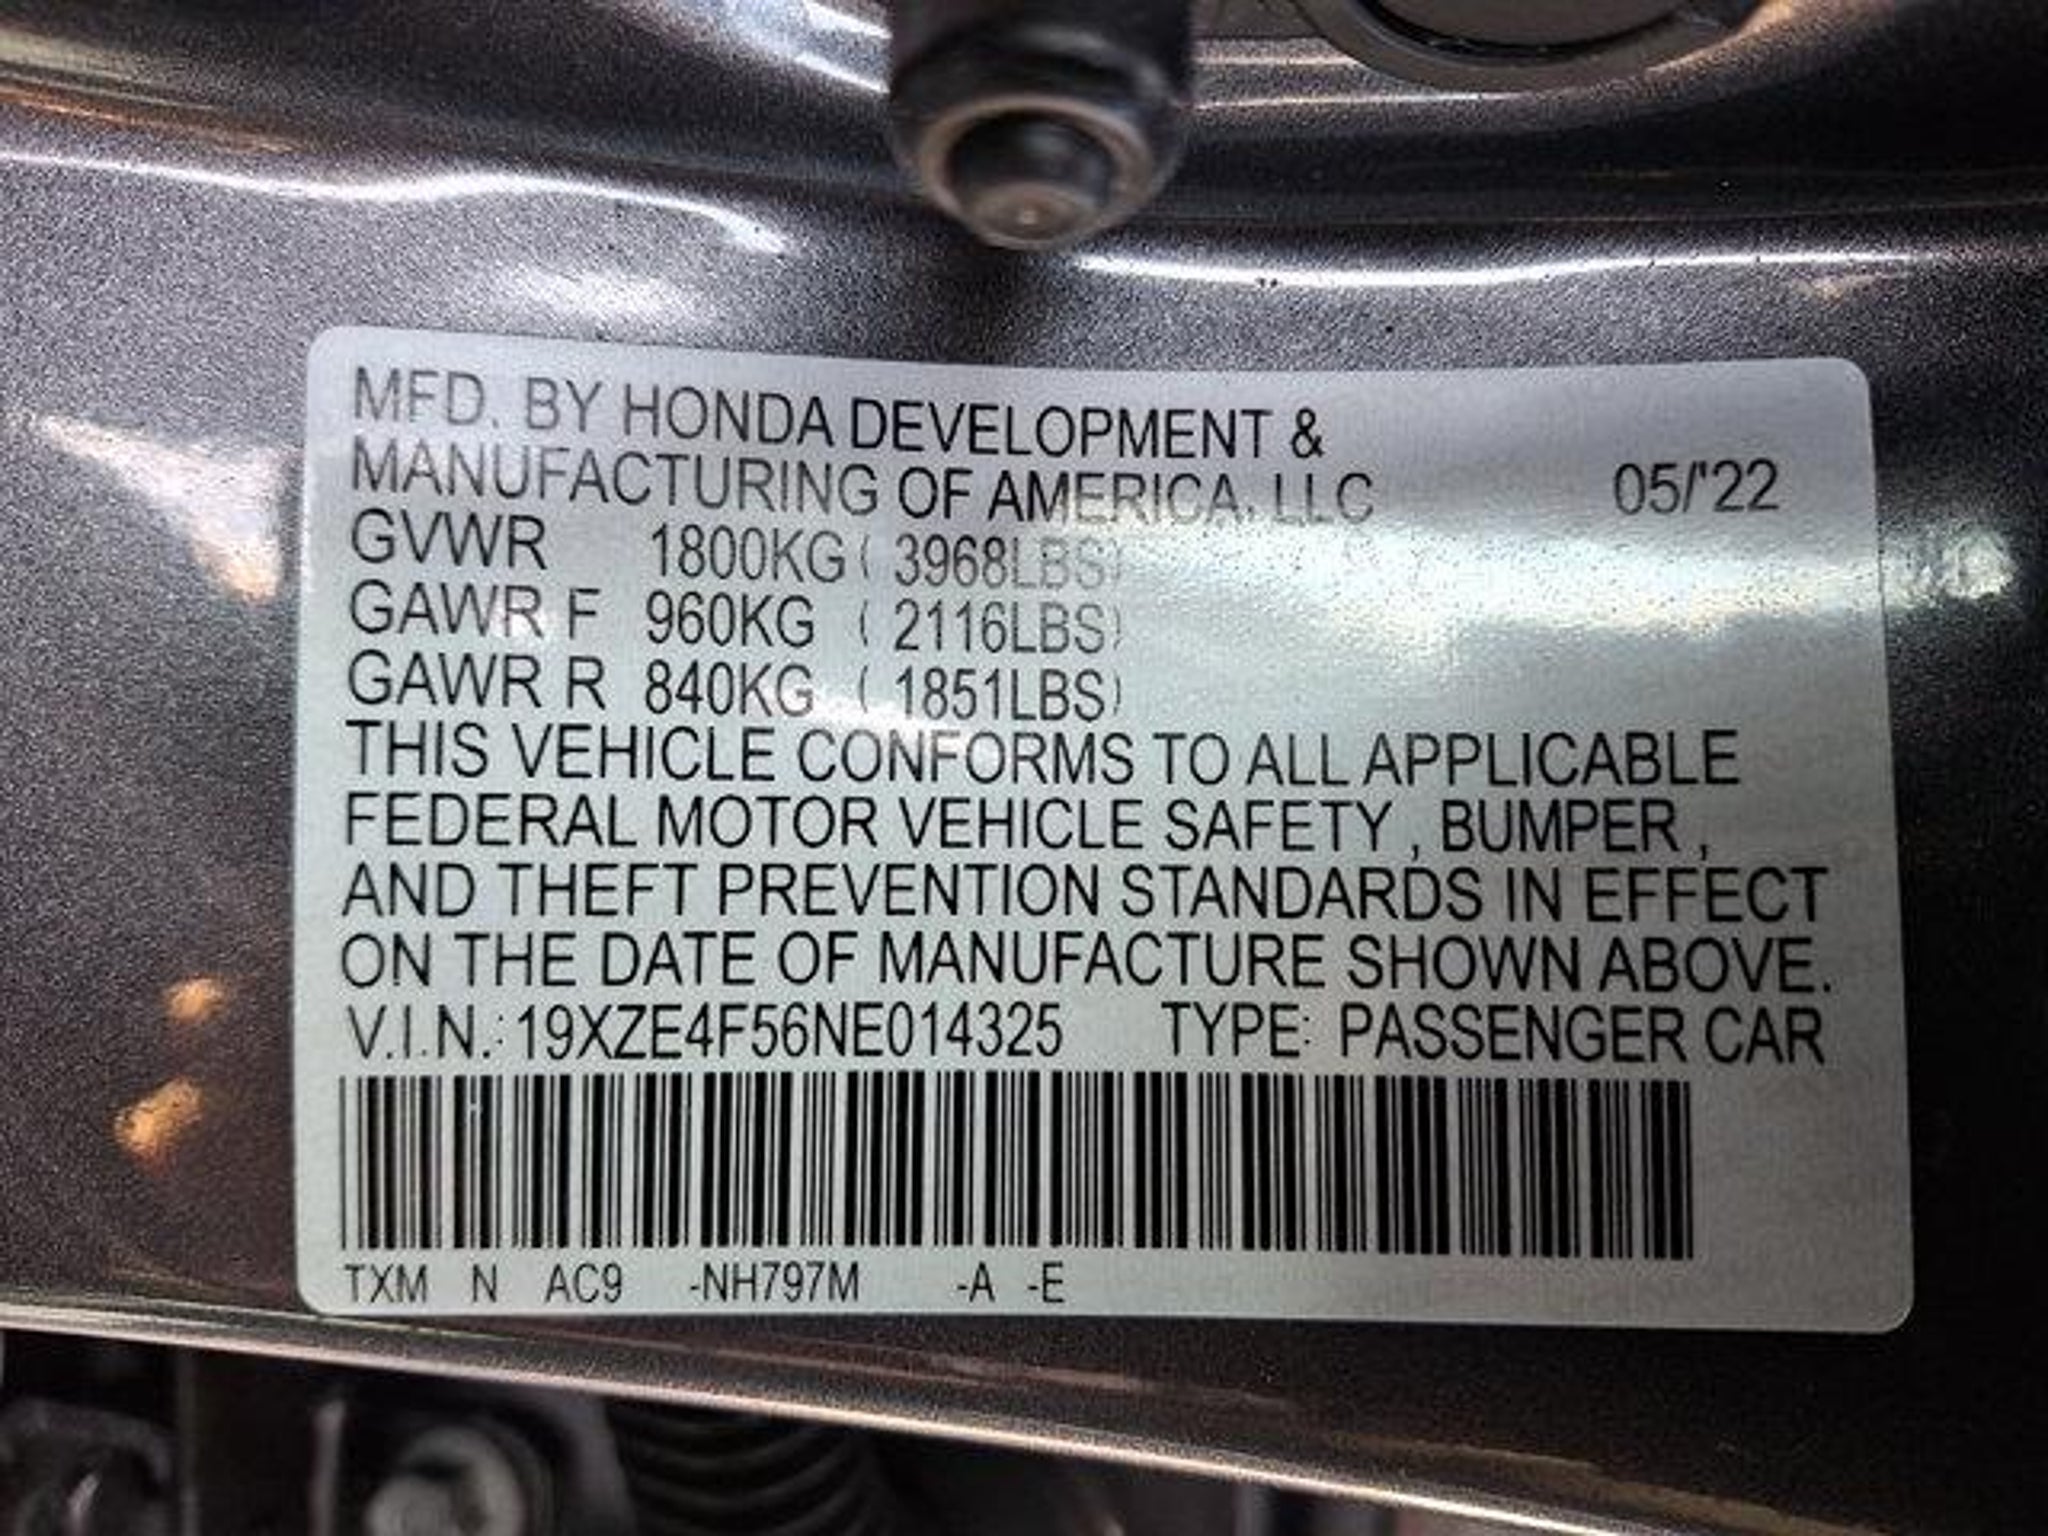 MFD. BY HONDA DEVELOPMENT &
MANUFACTURING OF AMERICA, LLC 05/'22
GVWR 1800KG ( 3968LBS)
GAWR F 960KG ( 2116LBS)
GAWR R 840KG ( 1851LBS)
THIS VEHICLE CONFORMS TO ALL APPLICABLE
FEDERAL MOTOR VEHICLE SAFETY , BUMPER ,
AND THEFT PREVENTION STANDARDS IN EFFECT
ON THE DATE OF MANUFACTURE SHOWN ABOVE.
V.I.N.: 19XZE4F56NE014325 TYPE: PASSENGER CAR
TXM N AC9 -NH797M -A -E